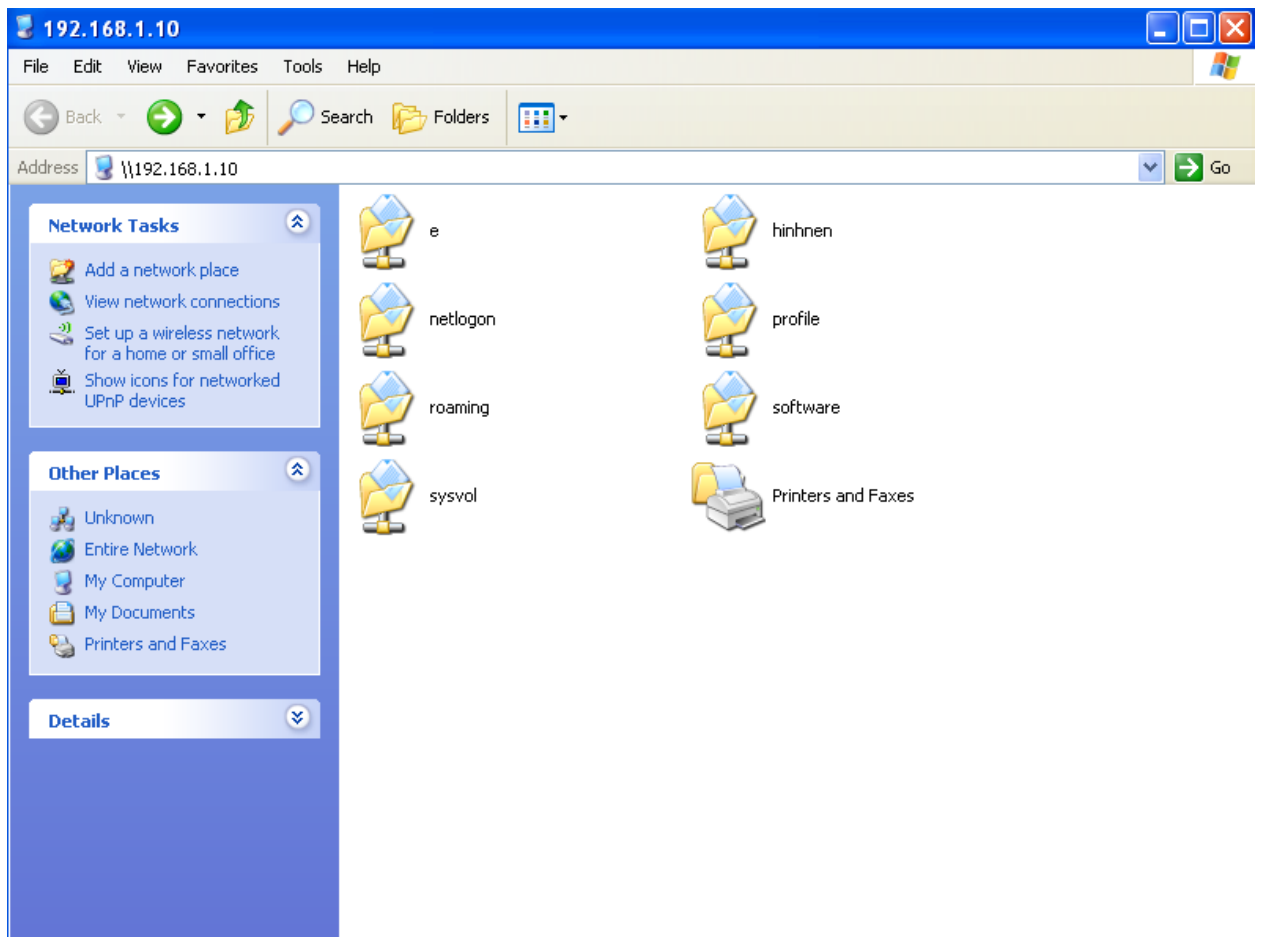 192.168.1.10
File Edit View Favorites Tools Help
Back Search Folders
Address \\192.168.1.10 Go
Network Tasks
Add a network place
View network connections
Set up a wireless network
for a home or small office
Show icons for networked
UPnP devices
Other Places
Unknown
Entire Network
My Computer
My Documents
Printers and Faxes
Details
e hinhnen
netlogon profile
roaming software
sysvol Printers and Faxes